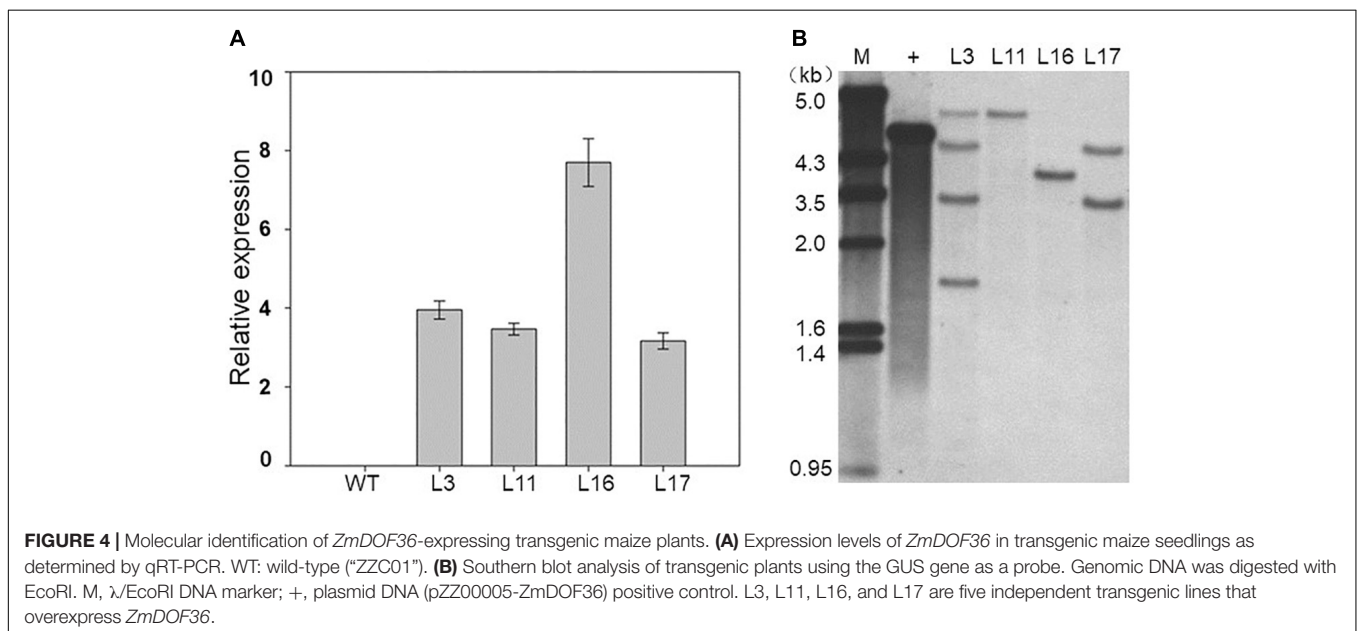 A
10
8
6
4
2
0
Relative expression
WT L3 L11 L16 L17
B
M + L3 L11 L16 L17
(kb)
5.0
4.3
3.5
2.0
1.6
1.4
0.95
FIGURE 4 | Molecular identification of ZmDOF36-expressing transgenic maize plants. (A) Expression levels of ZmDOF36 in transgenic maize seedlings as
determined by qRT-PCR. WT: wild-type (“ZZC01”). (B) Southern blot analysis of transgenic plants using the GUS gene as a probe. Genomic DNA was digested with
EcoRI. M, λ/EcoRI DNA marker; +, plasmid DNA (pZZ00005-ZmDOF36) positive control. L3, L11, L16, and L17 are five independent transgenic lines that
overexpress ZmDOF36.